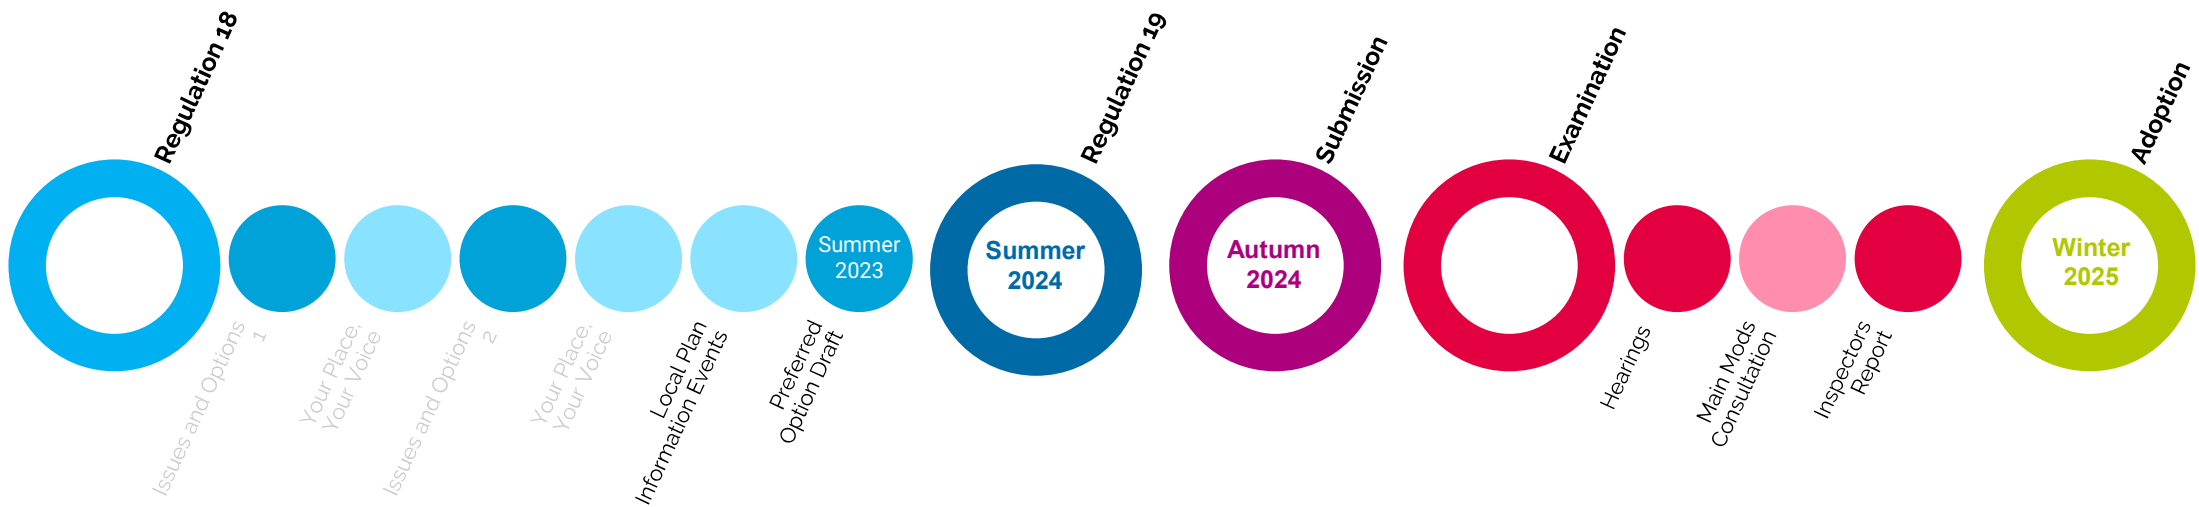 Regulation 18
Issues and Options
1
Your Place,
Your Voice
Issues and Options
2
Your Place,
Your Voice
Local Plan
Information Events
Summer
2023
Preferred
Option Draft
Regulation 19
Summer
2024
Submission
Autumn
2024
Examination
Hearings
Main Mods
Consultation
Inspectors
Report
Adoption
Winter
2025